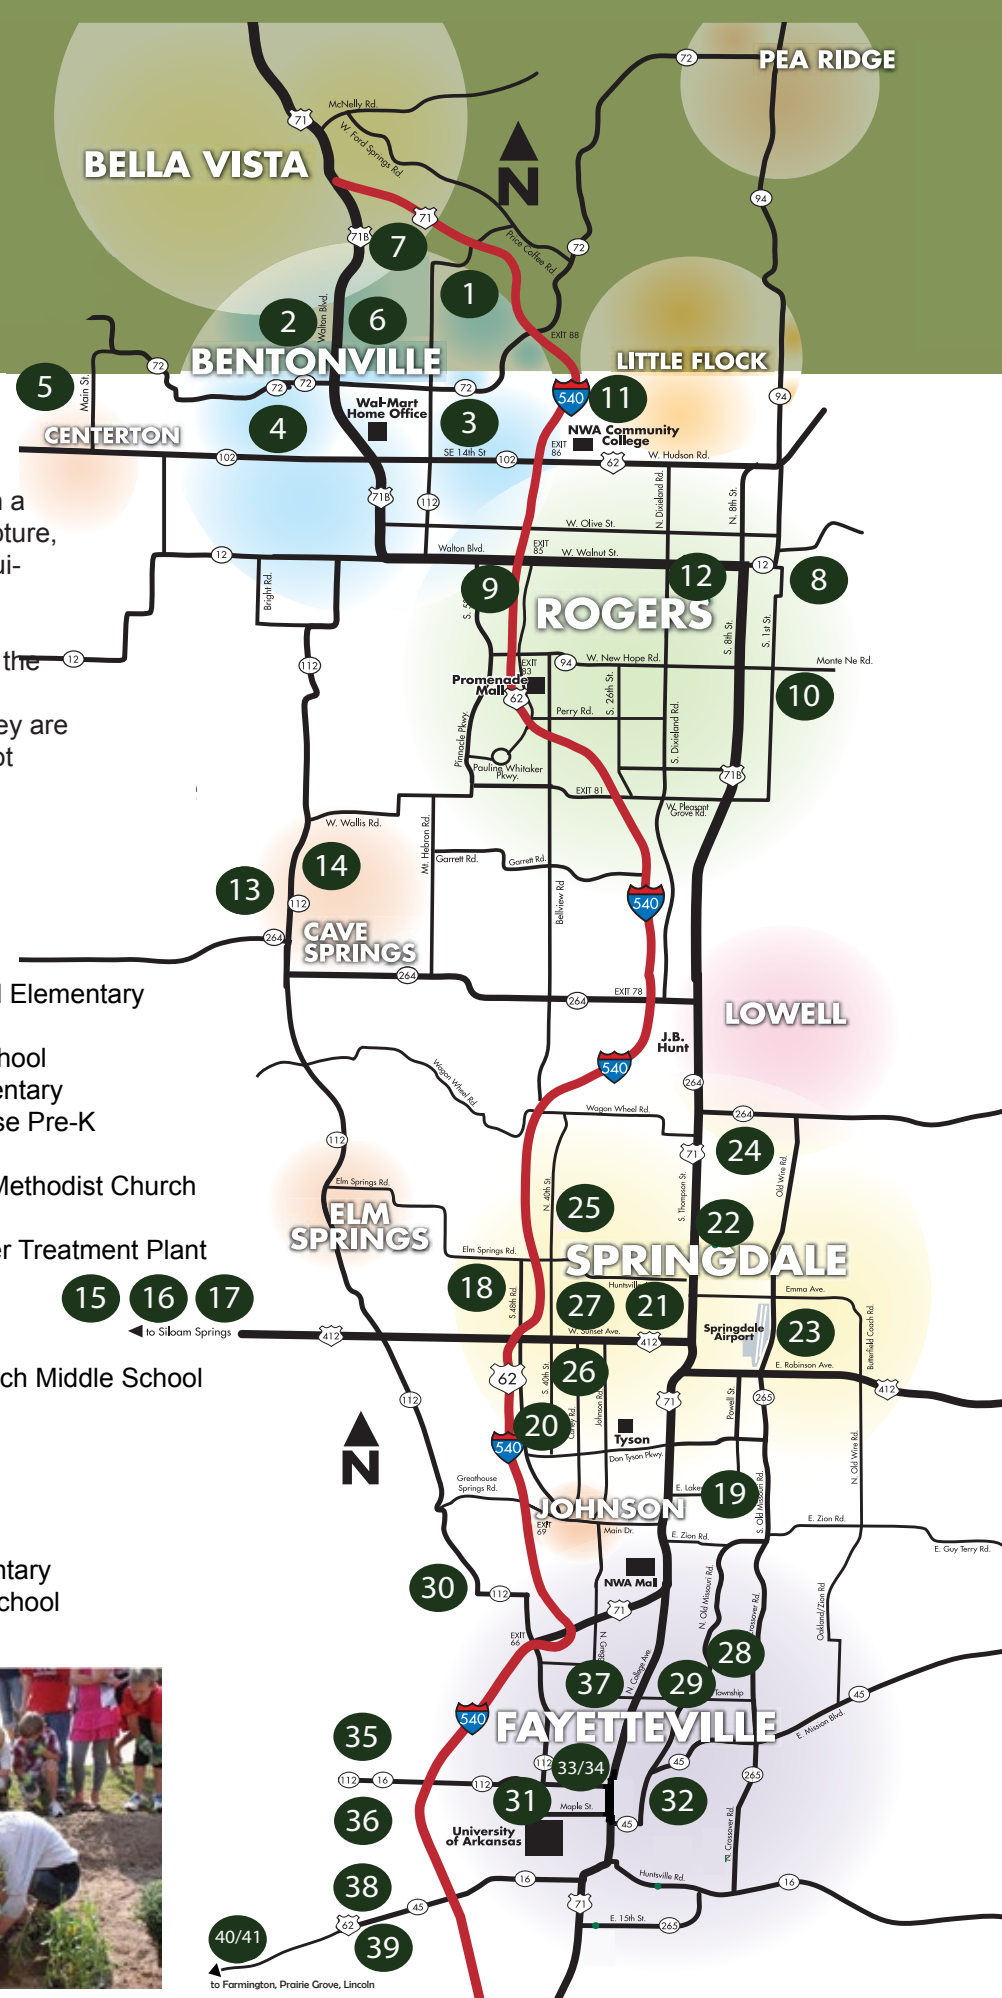 72
PEA RIDGE
McNelly Rd.
71
W. Ford Springs Rd.
BELLA VISTA
N
94
71
71B
7
Price Coffee Rd.
72
1
2
6
Walton Blvd.
EXIT 88
BENTONVILLE
LITTLE FLOCK
72
5
Main St.
72
72
72
540
11
94
Wal-Mart
Home Office
4
3
NWA Community
College
CENTERTON
EXIT
86
SE 14th St
102
102
62
W. Hudson Rd.
71B
112
N. Dixieland Rd.
N. 8th St.
n a
pture,
ui-
W. Olive St.
EXIT
85
12
Walton Blvd.
W. Walnut St.
12
12
8
Bright Rd.
9
ROGERS
S. 8th St.
S. 1st St.
the
12
112
EXIT
83
94
W. New Hope Rd.
Monte Ne Rd.
Promenade
Mall
62
S. 26th St.
10
ey are
ot
Perry Rd.
S. Dixieland Rd.
Pinnacle Pkwy.
Pauline Whitaker
Pkwy.
71B
EXIT 81
W. Pleasant
Grove Rd.
W. Wallis Rd.
Mt. Hebron Rd.
Garrett Rd.
Garrett Rd.
14
13
112
Bellview Rd
540
CAVE
SPRINGS
264
264
l Elementary
EXIT 78
264
LOWELL
J.B.
Hunt
hool
entary
se Pre-K
540
Wagon Wheel Rd.
264
Wagon Wheel Rd.
264
112
71
24
Old Wire Rd.
Methodist Church
Elm Springs Rd.
N. 40th St.
25
S. Thompson St.
22
ELM
SPRINGS
er Treatment Plant
Elm Springs Rd.
SPRINGDALE
15
16
17
18
S. 48th Rd.
Huntsville
27
21
Emma Ave.
to Siloam Springs
412
W. Sunset Ave.
412
Springdale
Airport
23
Butterfield Coach Rd.
E. Robinson Ave.
ch Middle School
62
S. 40th St.
26
Johnson Rd.
412
112
71
Powell St.
265
20
540
Tyson
Don Tyson Pkwy.
N
N. Old Wire Rd.
Greathouse
Springs Rd.
E. Lake
19
S. Old Missouri Rd.
JOHNSON
EXIT
69
Main Dr.
E. Zion Rd.
E. Zion Rd.
E. Guy Terry Rd.
ntary
chool
30
112
NWA Mall
N. Old Missouri Rd.
Oakland/Zion Rd
71
EXIT
66
N. Gregg
N. College Ave.
28
37
29
Township
45
540
FAYETTEVILLE
E. Mission Blvd.
35
112
33/34
45
265
112
16
112
31
Maple St.
32
36
45
University
of Arkansas
N. Crossover Rd.
38
16
Huntsville Rd.
16
45
71
62
E. 15th St.
265
40/41
39
to Farmington, Prairie Grove, Lincoln